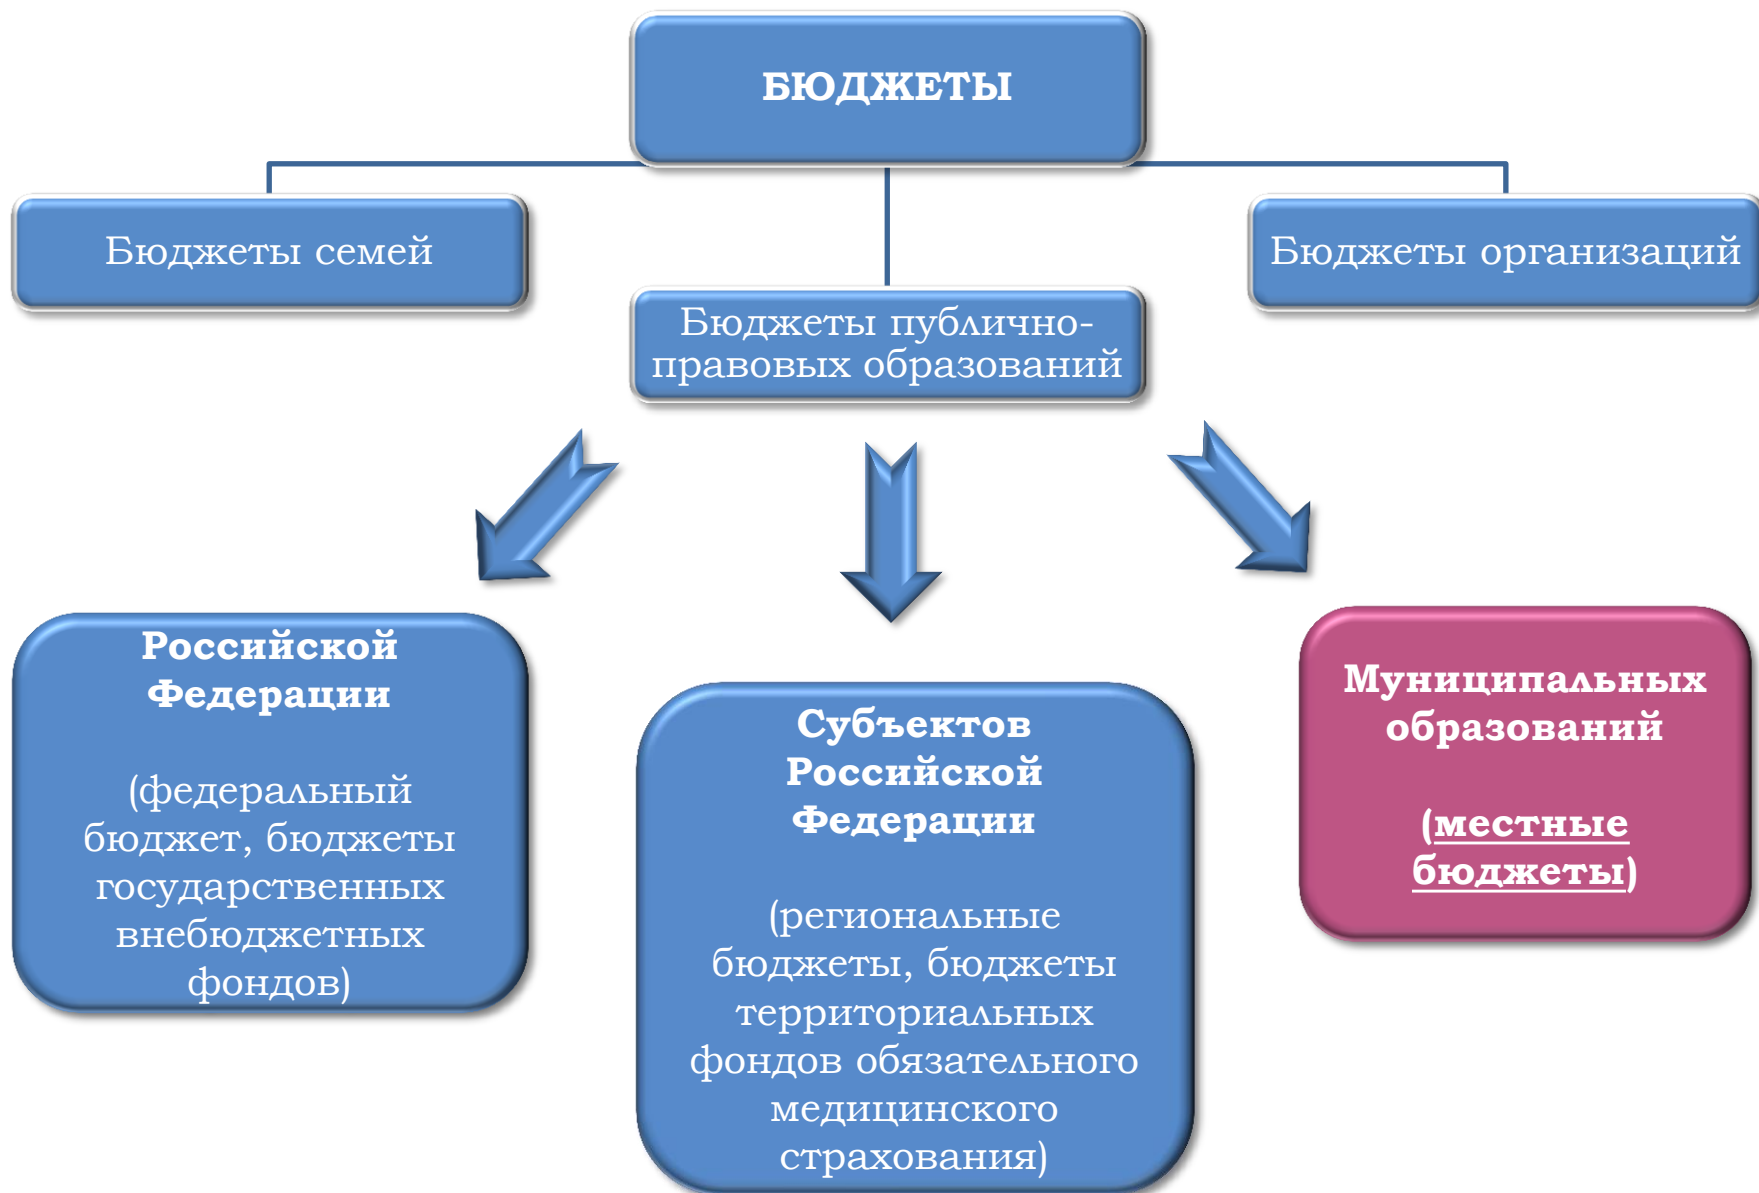 БЮДЖЕТЫ
Бюджеты семей
Бюджеты публично-
правовых образований
Бюджеты организаций
Российской
Федерации
(федеральный
бюджет, бюджеты
государственных
внебюджетных
фондов)
Субъектов
Российской
Федерации
(региональные
бюджеты, бюджеты
территориальных
фондов обязательного
медицинского
страхования)
Муниципальных
образований
(местные
бюджеты)